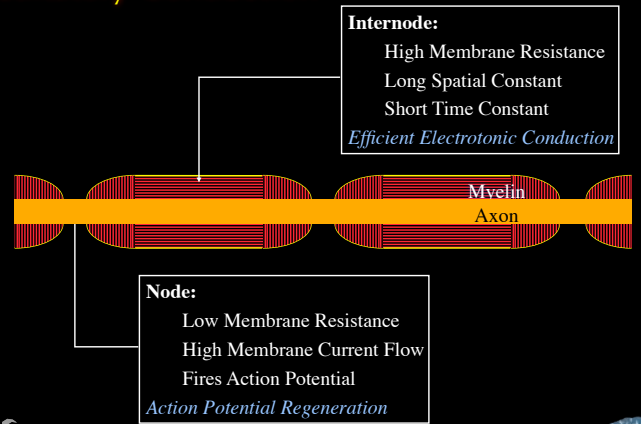 Internode:
High Membrane Resistance
Long Spatial Constant
Short Time Constant
Efficient Electrotonic Conduction
Myelin
Axon
Node:
Low Membrane Resistance
High Membrane Current Flow
Fires Action Potential
Action Potential Regeneration